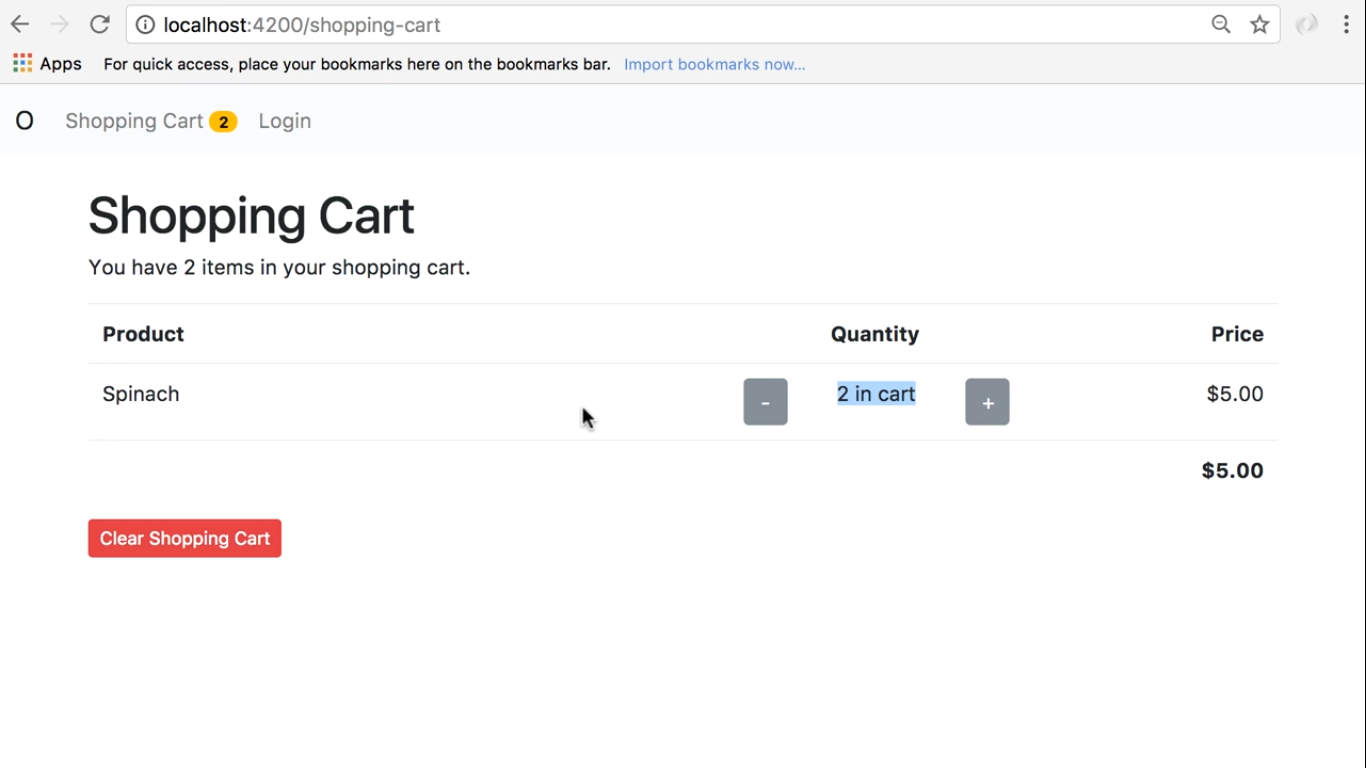 localhost:4200/shopping-cart
Apps For quick access, place your bookmarks here on the bookmarks bar. Import bookmarks now...
O Shopping Cart 2 Login
Shopping Cart
You have 2 items in your shopping cart.
Product Quantity Price
Spinach - 2 in cart + $5.00
$5.00
Clear Shopping Cart